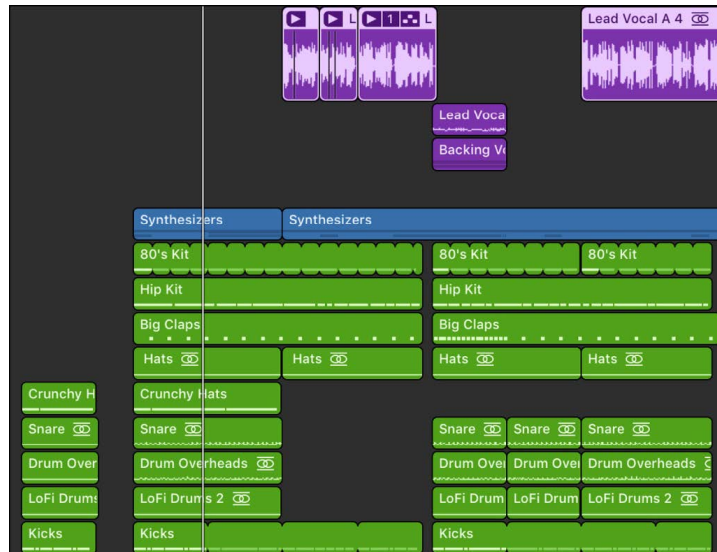 L
L
1
L
Lead Vocal A 4
Lead Voca
Backing Vo
Synthesizers
Synthesizers
80's Kit
80's Kit
80's Kit
Hip Kit
Hip Kit
Big Claps
Big Claps
Hats
Hats
Hats
Hats
Crunchy H
Crunchy Hats
Snare
Snare
Snare
Snare
Snare
Drum Over
Drum Overheads
Drum Over
Drum Over
Drum Overheads
LoFi Drums
LoFi Drums 2
LoFi Drum
LoFi Drum
LoFi Drums 2
Kicks
Kicks
Kicks